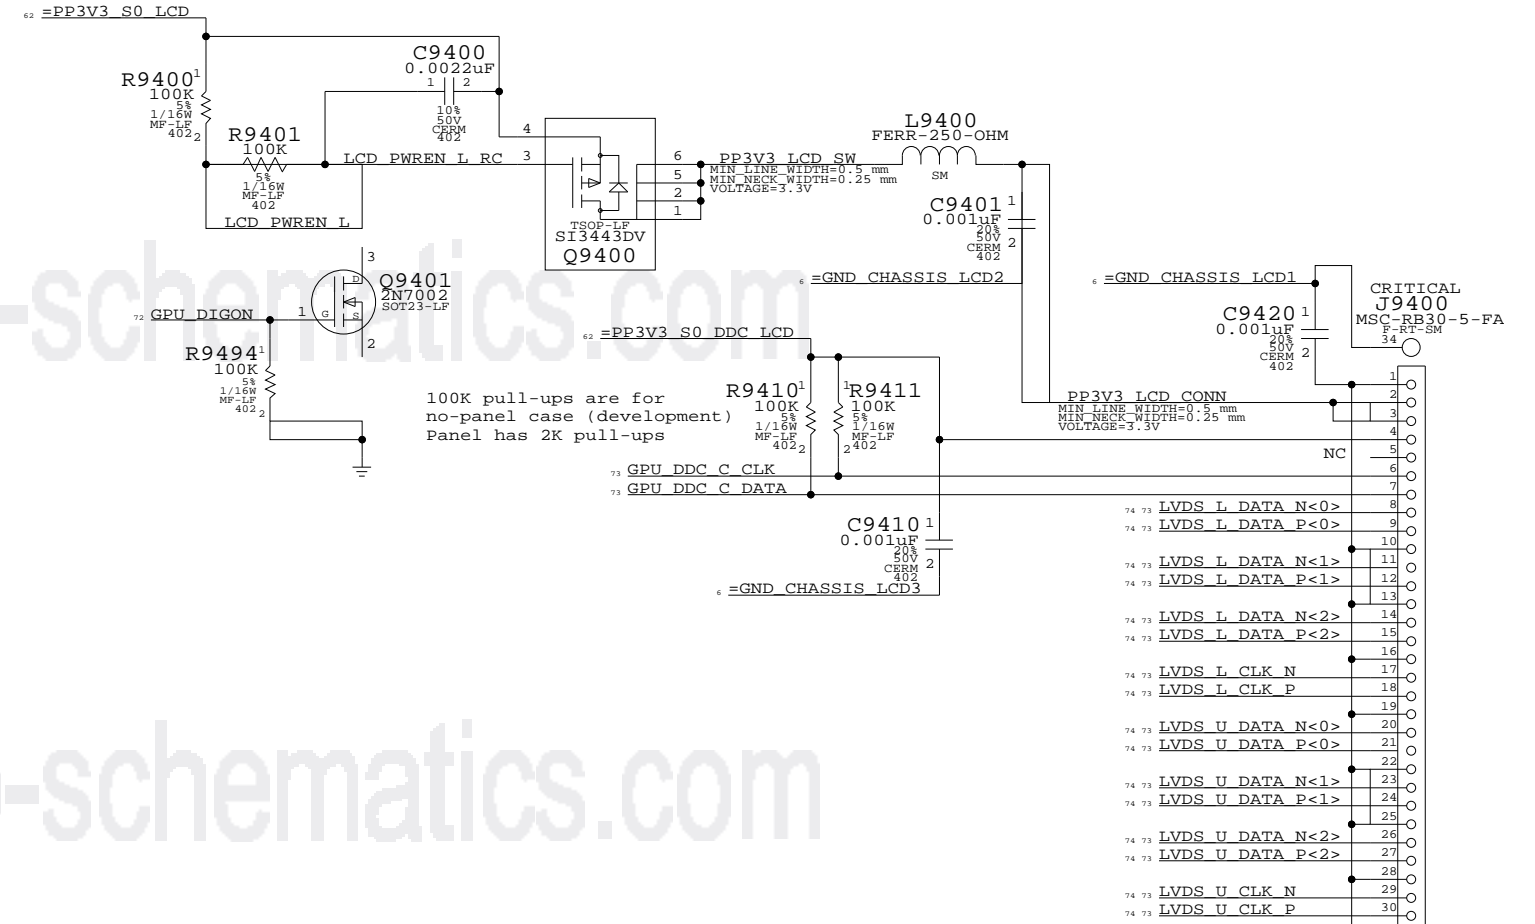 62 =PP3V3_S0_LCD
R9400
100K
5%
1/16W
MF-LF
402
1
2
C9400
0.0022uF
1 2
10%
50V
CERM
402
R9401
100K
5%
1/16W
MF-LF
402
LCD_PWREN_L_RC
LCD_PWREN_L
4
3
6
5
2
1
TSOP-LF
SI3443DV
Q9400
PP3V3_LCD_SW
MIN_LINE_WIDTH=0.5 mm
MIN_NECK_WIDTH=0.25 mm
VOLTAGE=3.3V
L9400
FERR-250-OHM
SM
C9401
0.001uF
20%
50V
CERM
402
1
2
6 =GND_CHASSIS_LCD2
6 =GND_CHASSIS_LCD1
C9420
0.001uF
20%
50V
CERM
402
1
2
CRITICAL
J9400
MSC-RB30-5-FA
F-RT-SM
34
3
D
Q9401
2N7002
SOT23-LF
72 GPU_DIGON
1
G
S
2
R9494
100K
5%
1/16W
MF-LF
402
1
2
62 =PP3V3_S0_DDC_LCD
100K pull-ups are for
no-panel case (development)
Panel has 2K pull-ups
R9410
100K
5%
1/16W
MF-LF
402
1
2
R9411
100K
5%
1/16W
MF-LF
402
1
2
PP3V3_LCD_CONN
MIN_LINE_WIDTH=0.5 mm
MIN_NECK_WIDTH=0.25 mm
VOLTAGE=3.3V
73 GPU_DDC_C_CLK
73 GPU_DDC_C_DATA
C9410
0.001uF
20%
50V
CERM
402
1
2
6 =GND_CHASSIS_LCD3
1
2
3
4
NC 5
6
7
74 73 LVDS_L_DATA_N<0> 8
74 73 LVDS_L_DATA_P<0> 9
10
74 73 LVDS_L_DATA_N<1> 11
74 73 LVDS_L_DATA_P<1> 12
13
74 73 LVDS_L_DATA_N<2> 14
74 73 LVDS_L_DATA_P<2> 15
16
74 73 LVDS_L_CLK_N 17
74 73 LVDS_L_CLK_P 18
19
74 73 LVDS_U_DATA_N<0> 20
74 73 LVDS_U_DATA_P<0> 21
22
74 73 LVDS_U_DATA_N<1> 23
74 73 LVDS_U_DATA_P<1> 24
25
74 73 LVDS_U_DATA_N<2> 26
74 73 LVDS_U_DATA_P<2> 27
28
74 73 LVDS_U_CLK_N 29
74 73 LVDS_U_CLK_P 30
-schematics.com
-schematics.com